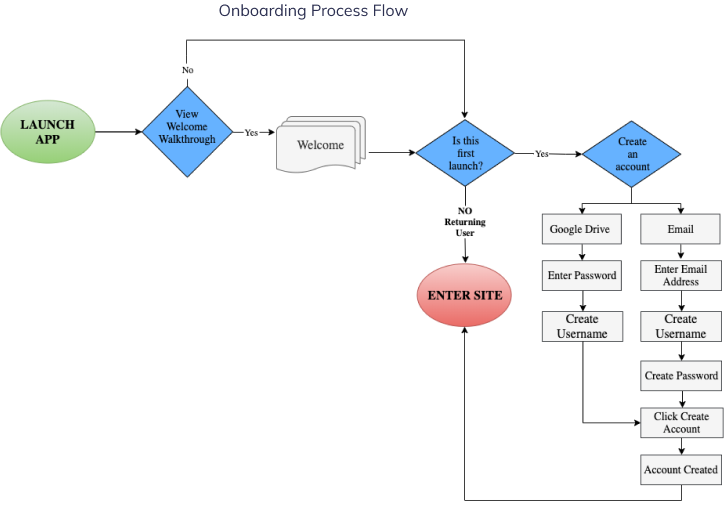 Onboarding Process Flow
No
LAUNCH
APP
View
Welcome
Walkthrough
Yes
Welcome
Is this
first
launch?
Yes
Create
an
account
NO
Returning
User
ENTER SITE
Google Drive
Enter Password
Create
Username
Email
Enter Email
Address
Create
Username
Create Password
Click Create
Account
Account Created